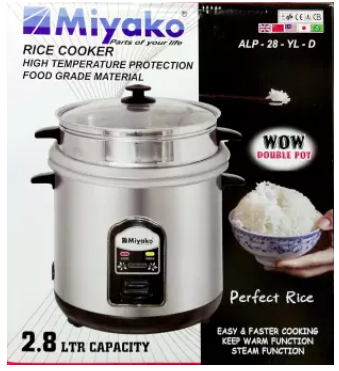 Miyako
Parts of your life
RICE COOKER
HIGH TEMPERATURE PROTECTION
FOOD GRADE MATERIAL
ALP - 28 - YL - D
WOW
DOUBLE POT
Miyako
Perfect Rice
2.8 LTR CAPACITY
EASY & FASTER COOKING
KEEP WARM FUNCTION
STEAM FUNCTION